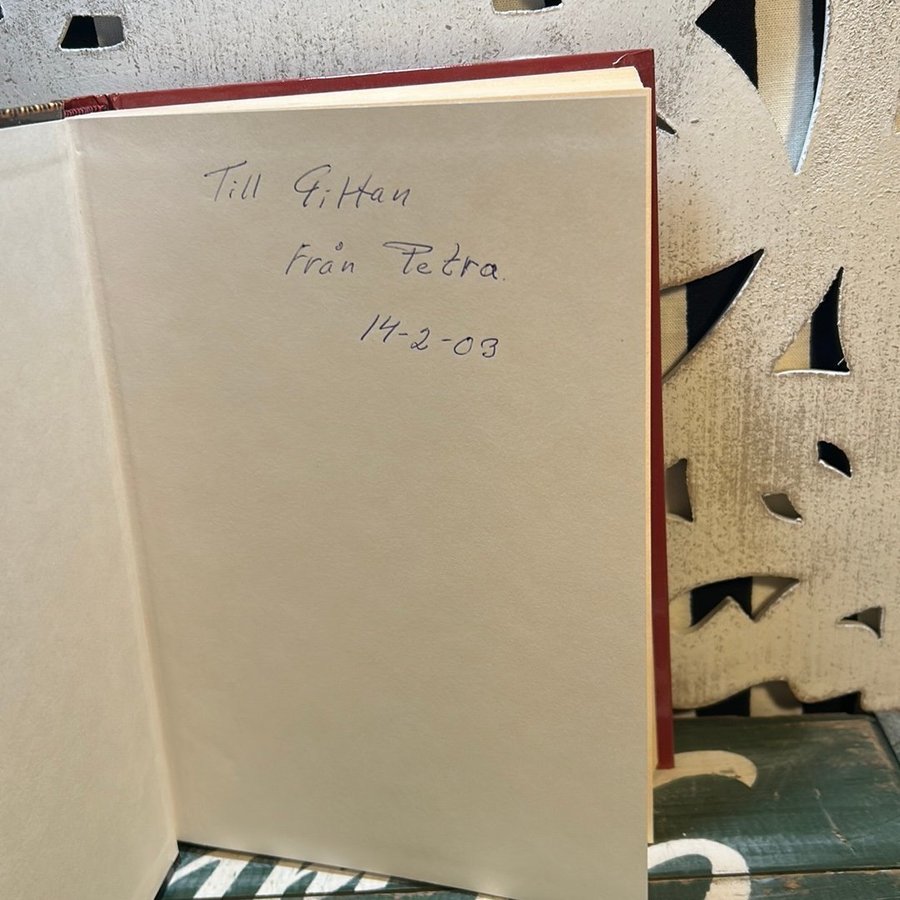 Till Gittan
Från Petra.
14-2-03